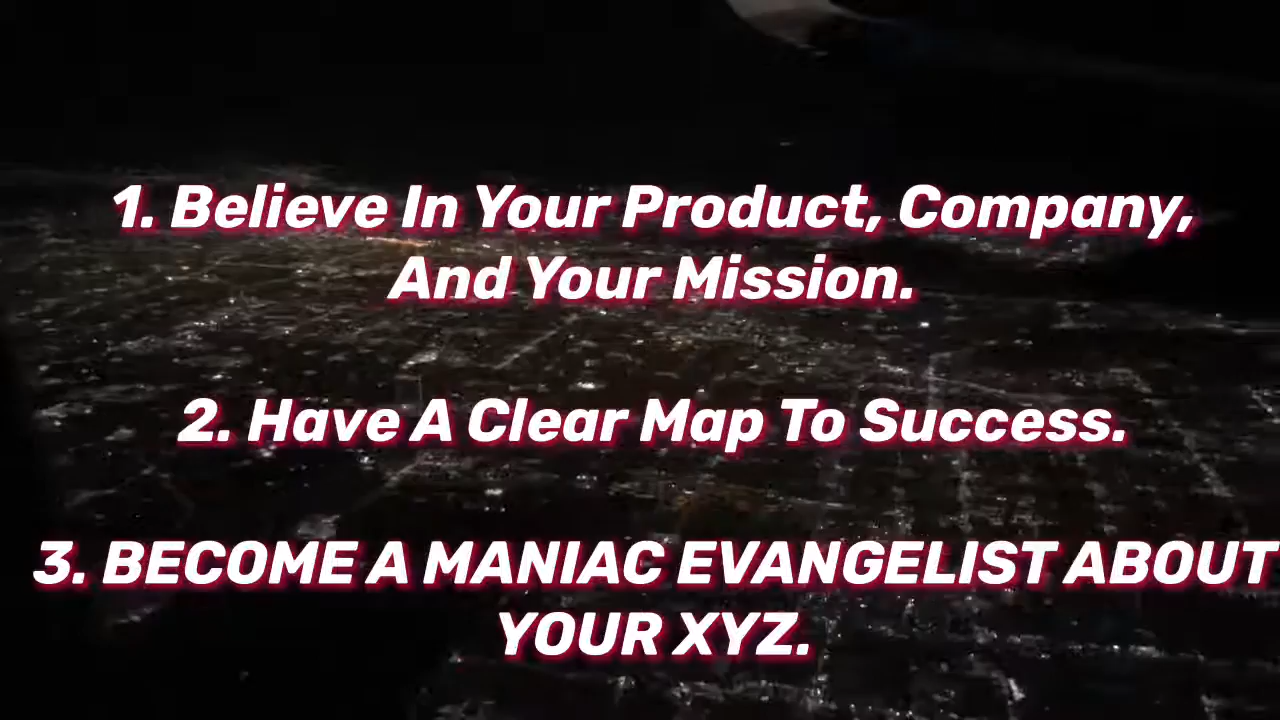 1. Believe In Your Product, Company,
And Your Mission.
2. Have A Clear Map To Success.
3. BECOME A MANIAC EVANGELIST ABOUT
YOUR XYZ.